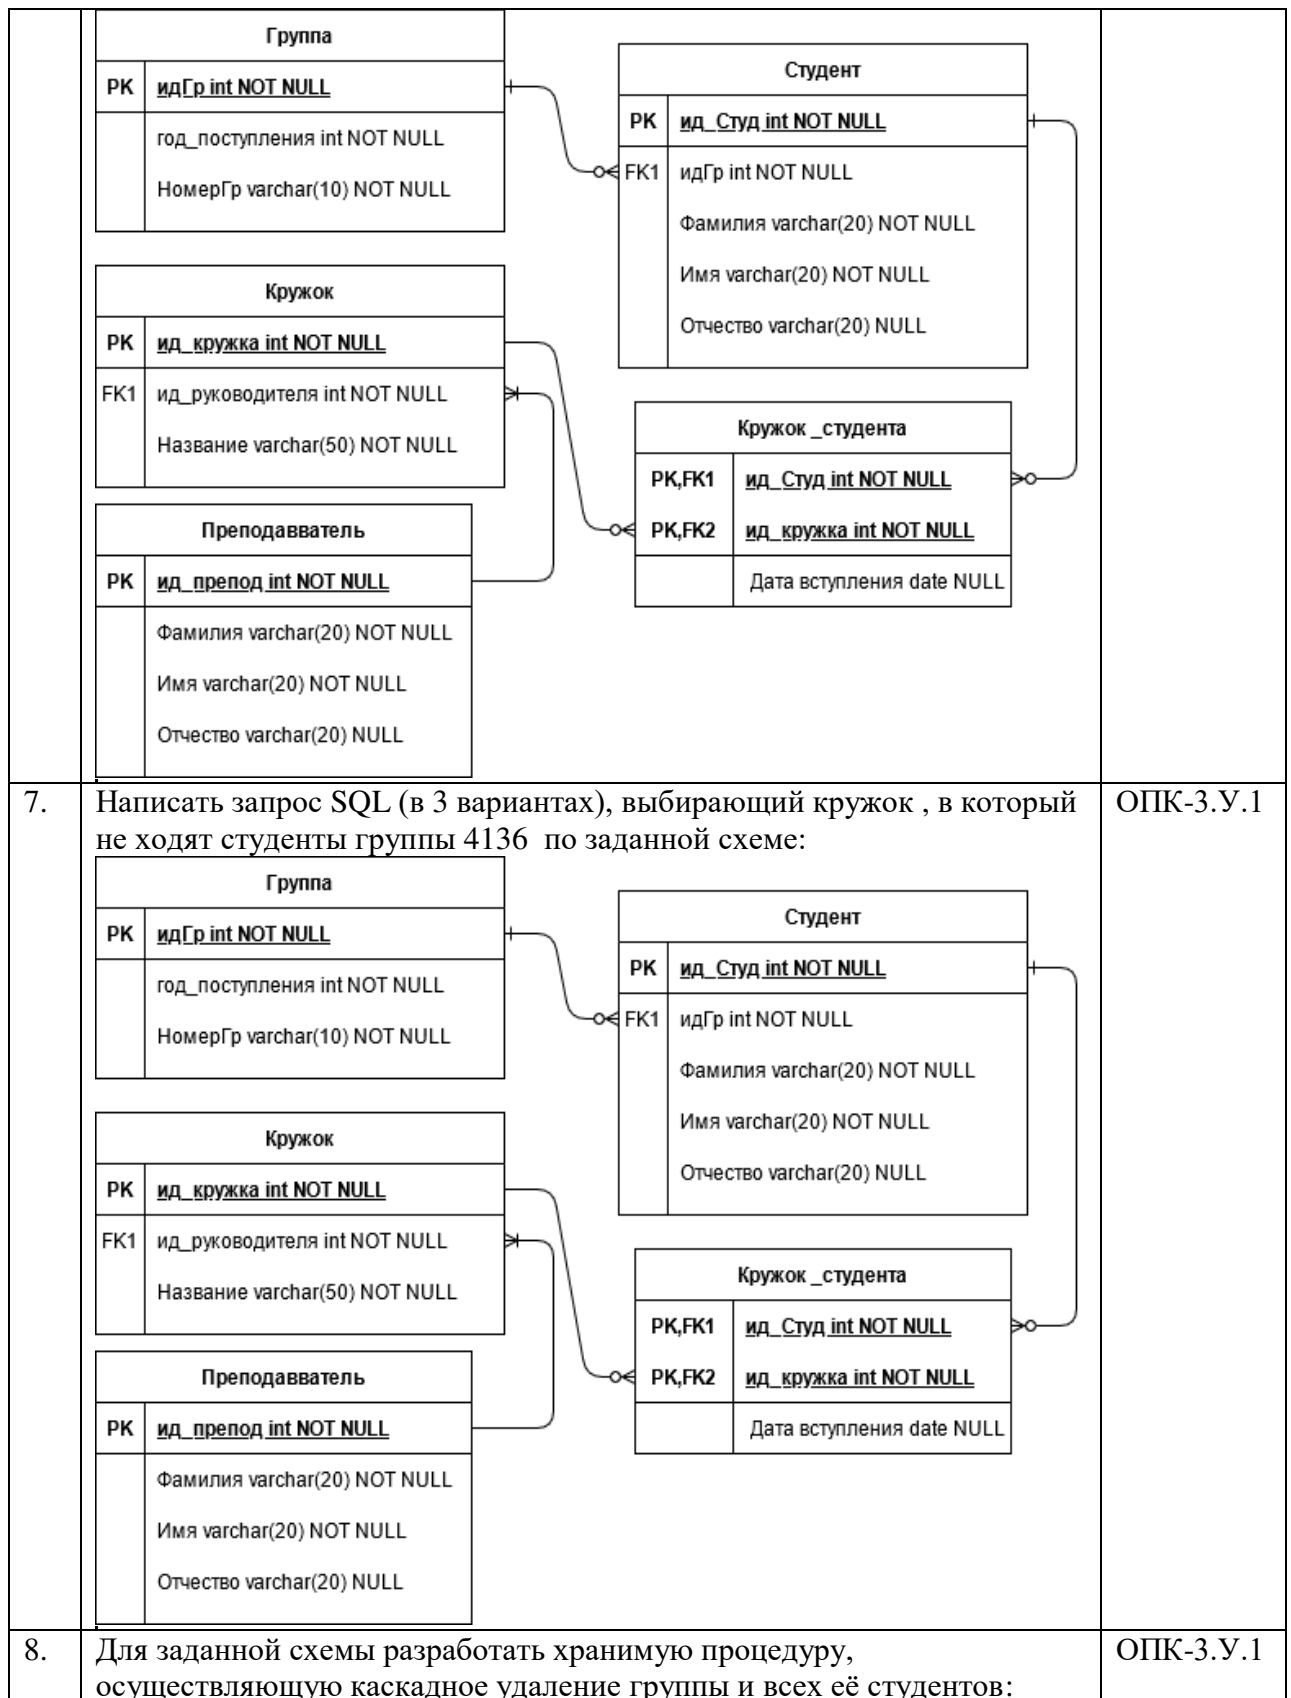 Группа
PK идГр int NOT NULL
год_поступления int NOT NULL
НомерГр varchar(10) NOT NULL
Студент
PK ид_Студ int NOT NULL
FK1 идГр int NOT NULL
Фамилия varchar(20) NOT NULL
Имя varchar(20) NOT NULL
Отчество varchar(20) NULL
Кружок
PK ид_кружка int NOT NULL
FK1 ид_руководителя int NOT NULL
Название varchar(50) NOT NULL
Кружок _студента
PK,FK1 ид_Студ int NOT NULL
PK,FK2 ид_кружка int NOT NULL
Дата вступления date NULL
Преподавватель
PK ид_препод int NOT NULL
Фамилия varchar(20) NOT NULL
Имя varchar(20) NOT NULL
Отчество varchar(20) NULL
7. Написать запрос SQL (в 3 вариантах), выбирающий кружок , в который ОПК-3.У.1
не ходят студенты группы 4136 по заданной схеме:
Группа
PK идГр int NOT NULL
год_поступления int NOT NULL
НомерГр varchar(10) NOT NULL
Студент
PK ид_Студ int NOT NULL
FK1 идГр int NOT NULL
Фамилия varchar(20) NOT NULL
Имя varchar(20) NOT NULL
Отчество varchar(20) NULL
Кружок
PK ид_кружка int NOT NULL
FK1 ид_руководителя int NOT NULL
Название varchar(50) NOT NULL
Кружок _студента
PK,FK1 ид_Студ int NOT NULL
PK,FK2 ид_кружка int NOT NULL
Дата вступления date NULL
Преподавватель
PK ид_препод int NOT NULL
Фамилия varchar(20) NOT NULL
Имя varchar(20) NOT NULL
Отчество varchar(20) NULL
8. Для заданной схемы разработать хранимую процедуру, ОПК-3.У.1
осуществляющую каскадное удаление группы и всех её студентов: